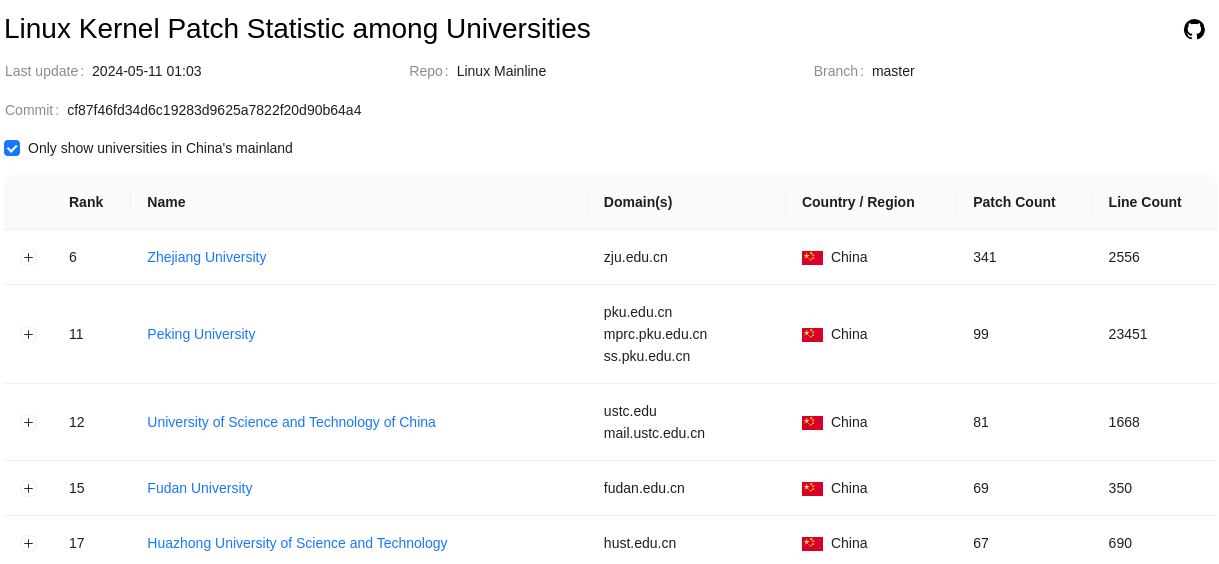 Linux Kernel Patch Statistic among Universities
Last update: 2024-05-11 01:03 Repo: Linux Mainline Branch: master
Commit: cf87f46fd34d6c19283d9625a7822f20d90b64a4
Only show universities in China's mainland
Rank Name Domain(s) Country / Region Patch Count Line Count
6 Zhejiang University zju.edu.cn China 341 2556
pku.edu.cn
11 Peking University mprc.pku.edu.cn China 99 23451
ss.pku.edu.cn
ustc.edu
12 University of Science and Technology of China China 81 1668
mail.ustc.edu.cn
15 Fudan University fudan.edu.cn China 69 350
17 Huazhong University of Science and Technology hust.edu.cn China 67 690